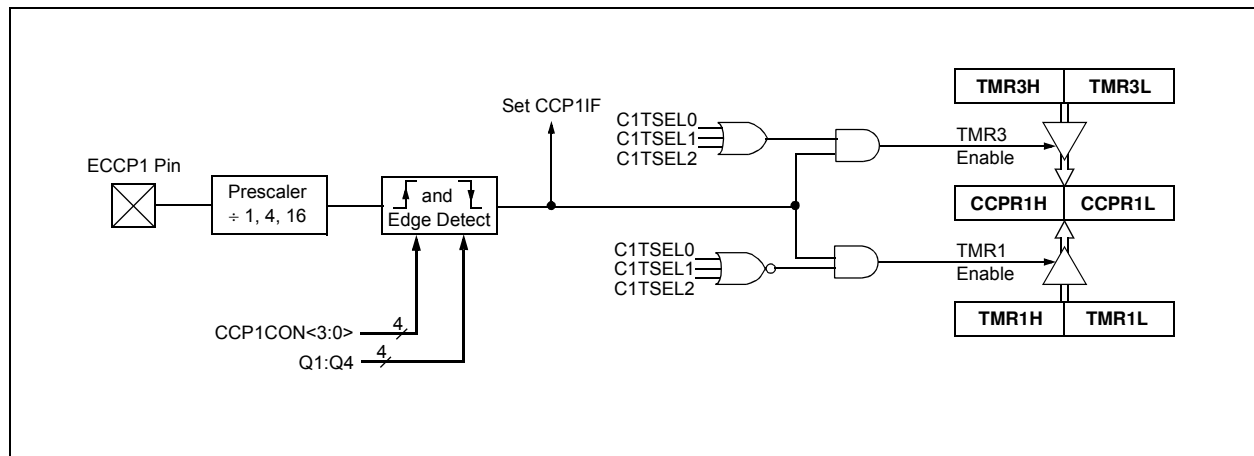 ECCP1 Pin
Prescaler
÷ 1, 4, 16
and
Edge Detect
CCP1CON<3:0>
4
Q1:Q4
4
Set CCP1IF
C1TSEL0
C1TSEL1
C1TSEL2
C1TSEL0
C1TSEL1
C1TSEL2
TMR3
Enable
TMR1
Enable
TMR3H TMR3L
CCPR1H CCPR1L
TMR1H TMR1L